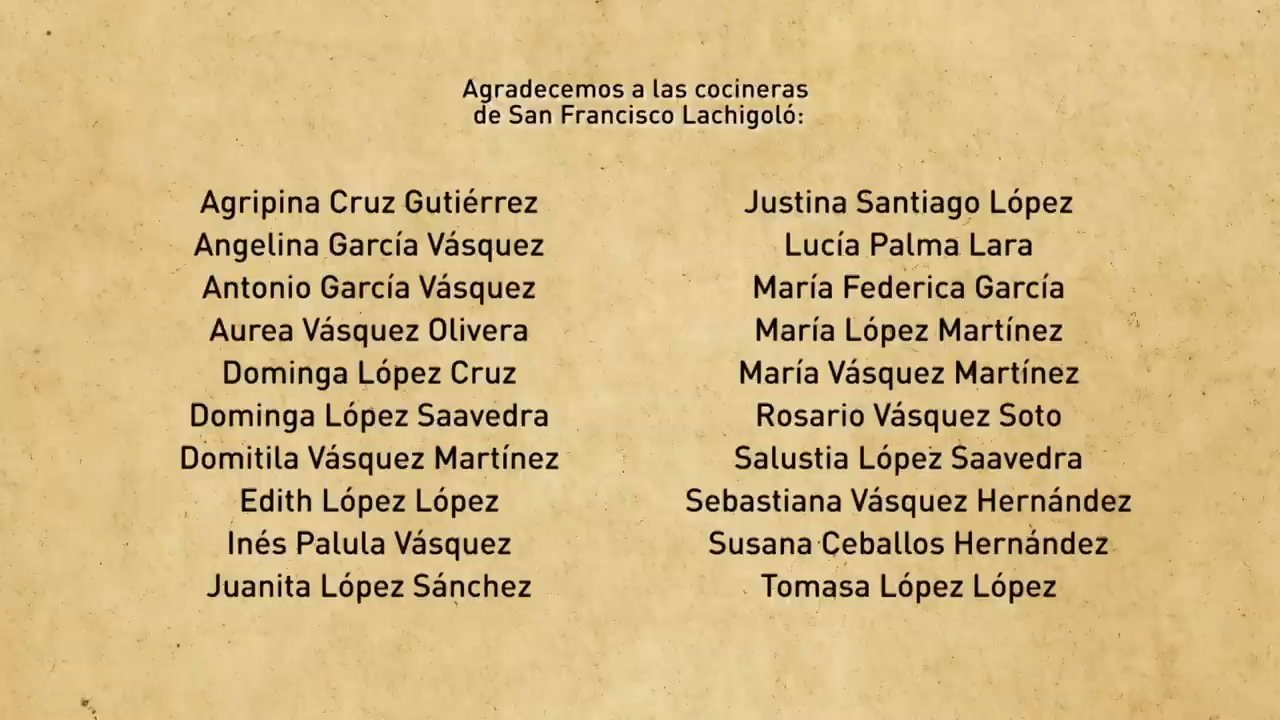 Agradecemos a las cocineras
de San Francisco Lachigoló:
Agripina Cruz Gutiérrez
Angelina García Vásquez
Antonio García Vásquez
Aurea Vásquez Olivera
Dominga López Cruz
Dominga López Saavedra
Domitila Vásquez Martínez
Edith López López
Inés Palula Vásquez
Juanita López Sánchez
Justina Santiago López
Lucía Palma Lara
María Federica García
María López Martínez
María Vásquez Martínez
Rosario Vásquez Soto
Salustia López Saavedra
Sebastiana Vásquez Hernández
Susana Ceballos Hernández
Tomasa López López